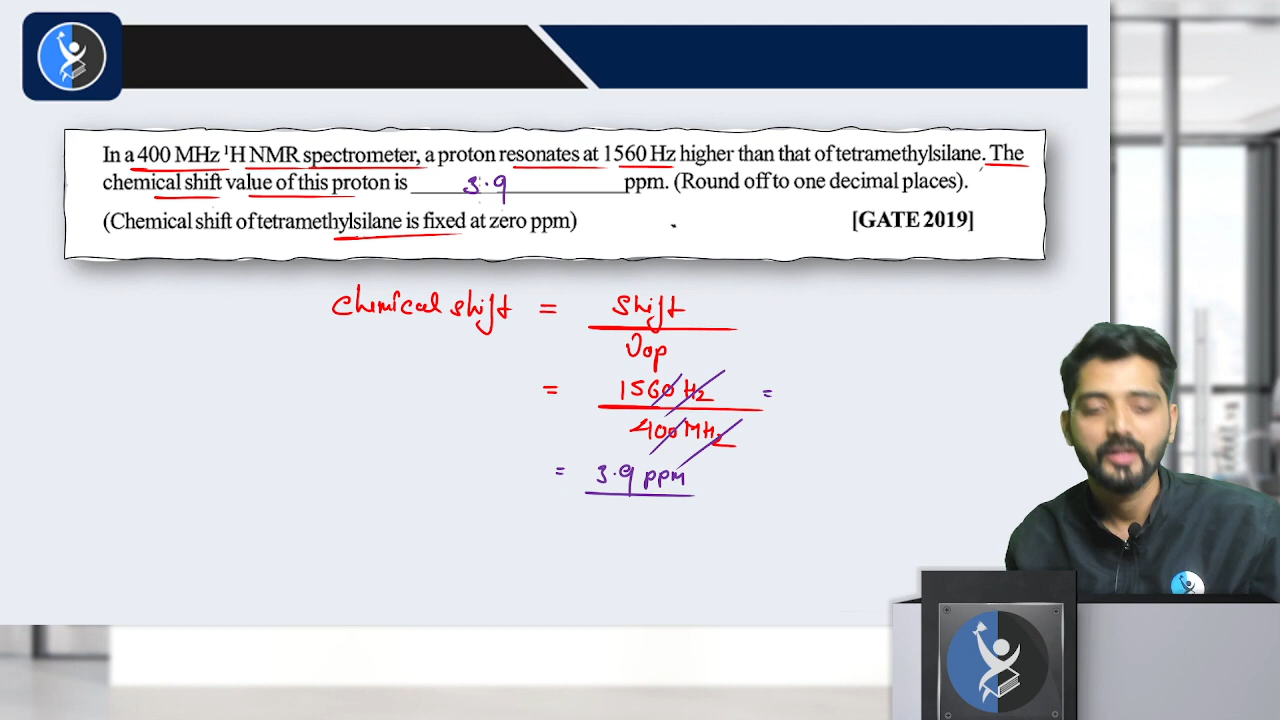 In a 400 MHz ¹H NMR spectrometer, a proton resonates at 1560 Hz higher than that of tetramethylsilane. The
chemical shift value of this proton is 3.9 ppm. (Round off to one decimal places).
(Chemical shift of tetramethylsilane is fixed at zero ppm) [GATE 2019]
Chemical shift = Shift
νop
= 1560 Hz =
400 MHz
= 3.9 ppm